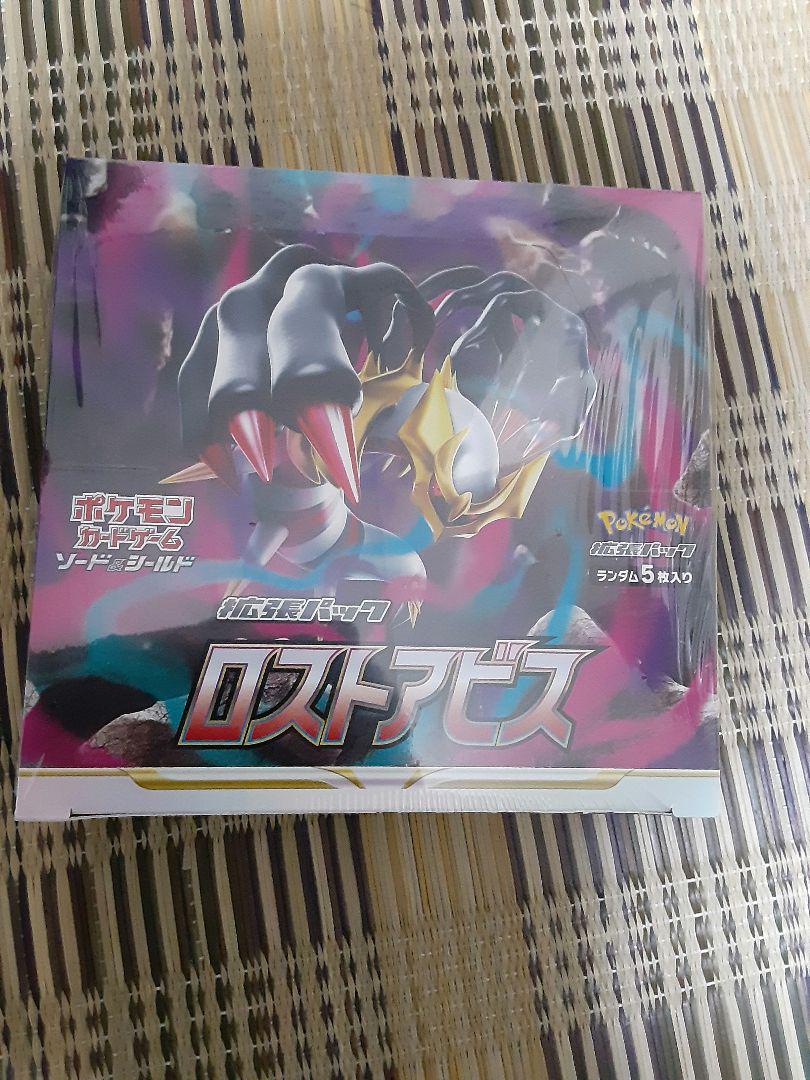 ポケモン
カードゲーム
ソード&シールド
POKéMON
拡張パック
ランダム5枚入り
拡張パック
ロストアビス